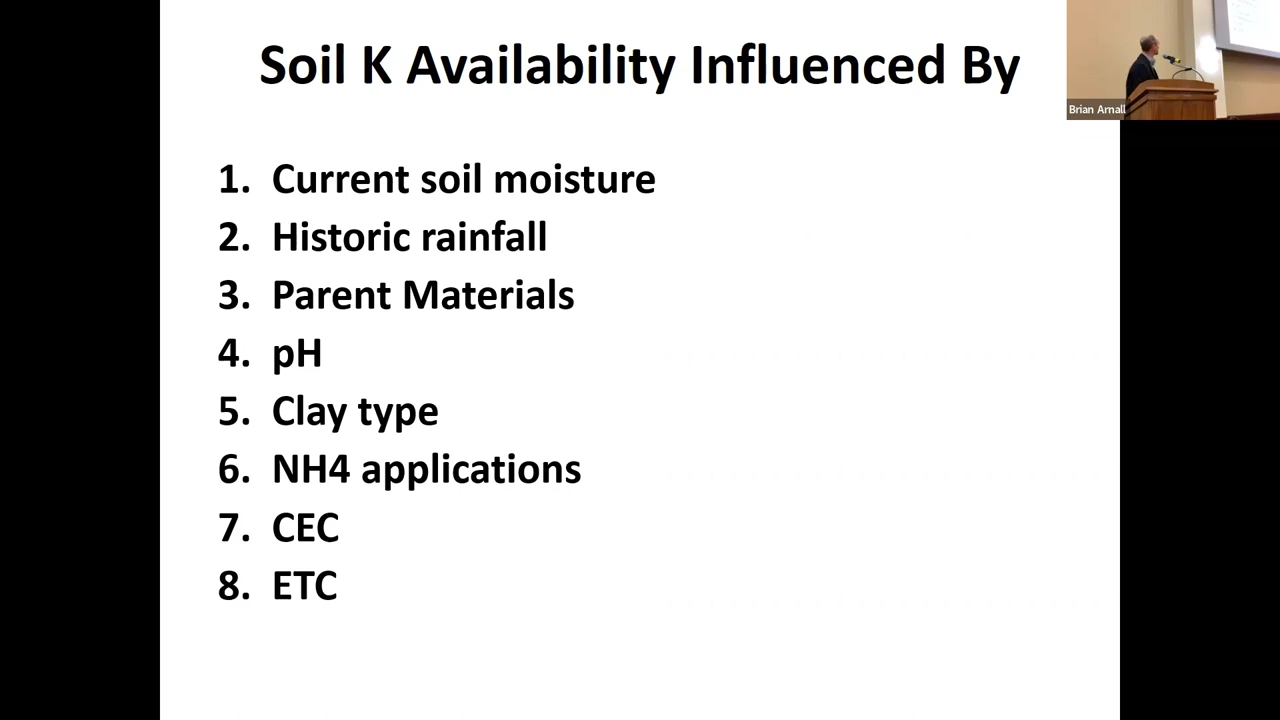 Soil K Availability Influenced By
Brian Arnall
1. Current soil moisture
2. Historic rainfall
3. Parent Materials
4. pH
5. Clay type
6. NH4 applications
7. CEC
8. ETC